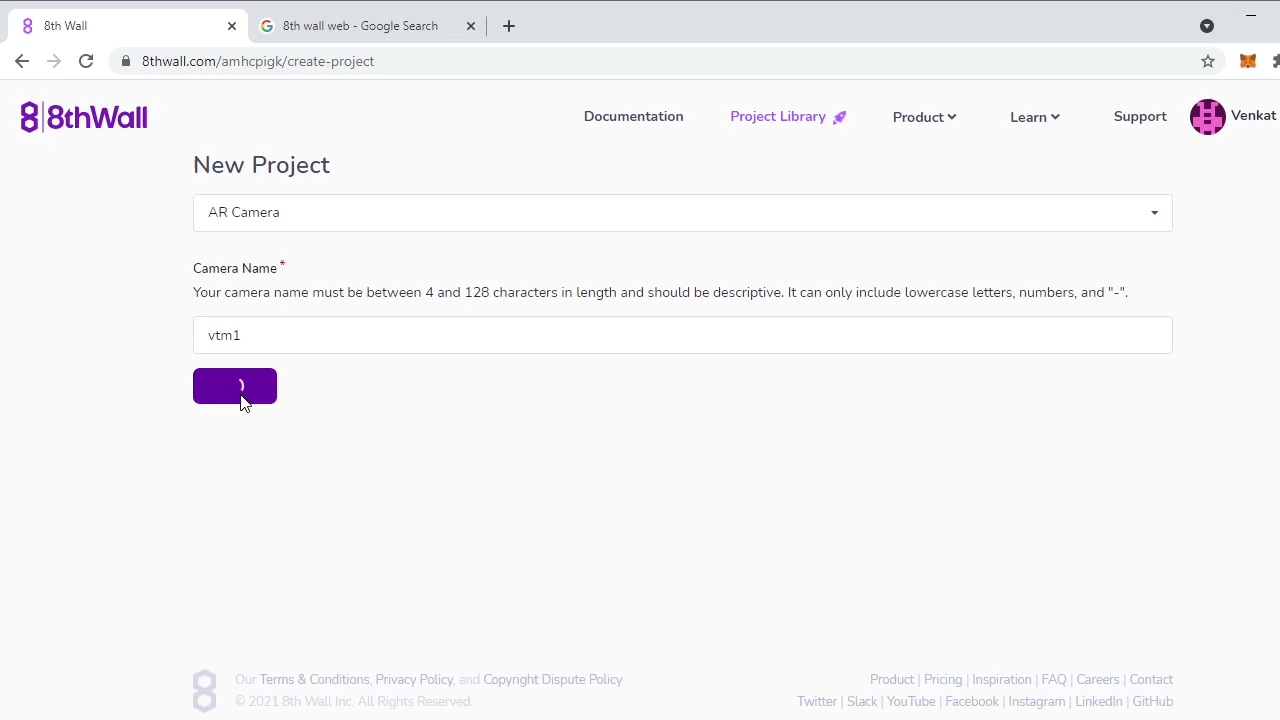 8th Wall
8th wall web - Google Search
8thwall.com/amhcpigk/create-project
8thWall
Documentation
Project Library
Product
Learn
Support
Venkat
New Project
AR Camera
Camera Name *
Your camera name must be between 4 and 128 characters in length and should be descriptive. It can only include lowercase letters, numbers, and "-".
vtm1
Our Terms & Conditions, Privacy Policy, and Copyright Dispute Policy
© 2021 8th Wall Inc. All Rights Reserved.
Product | Pricing | Inspiration | FAQ | Careers | Contact
Twitter | Slack | YouTube | Facebook | Instagram | LinkedIn | GitHub